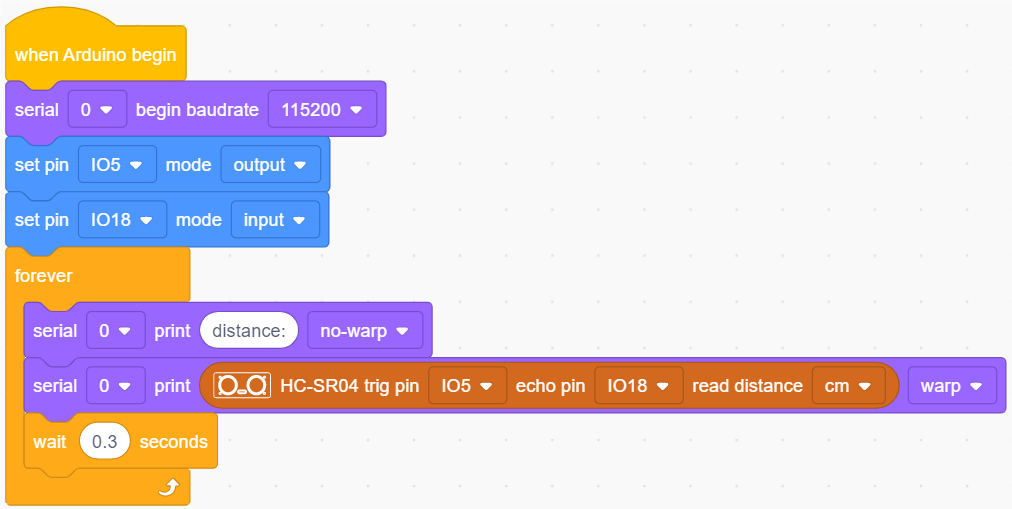 when Arduino begin
serial 0 begin baudrate 115200
set pin IO5 mode output
set pin IO18 mode input
forever
serial 0 print distance: no-warp
serial 0 print HC-SR04 trig pin IO5 echo pin IO18 read distance cm warp
wait 0.3 seconds